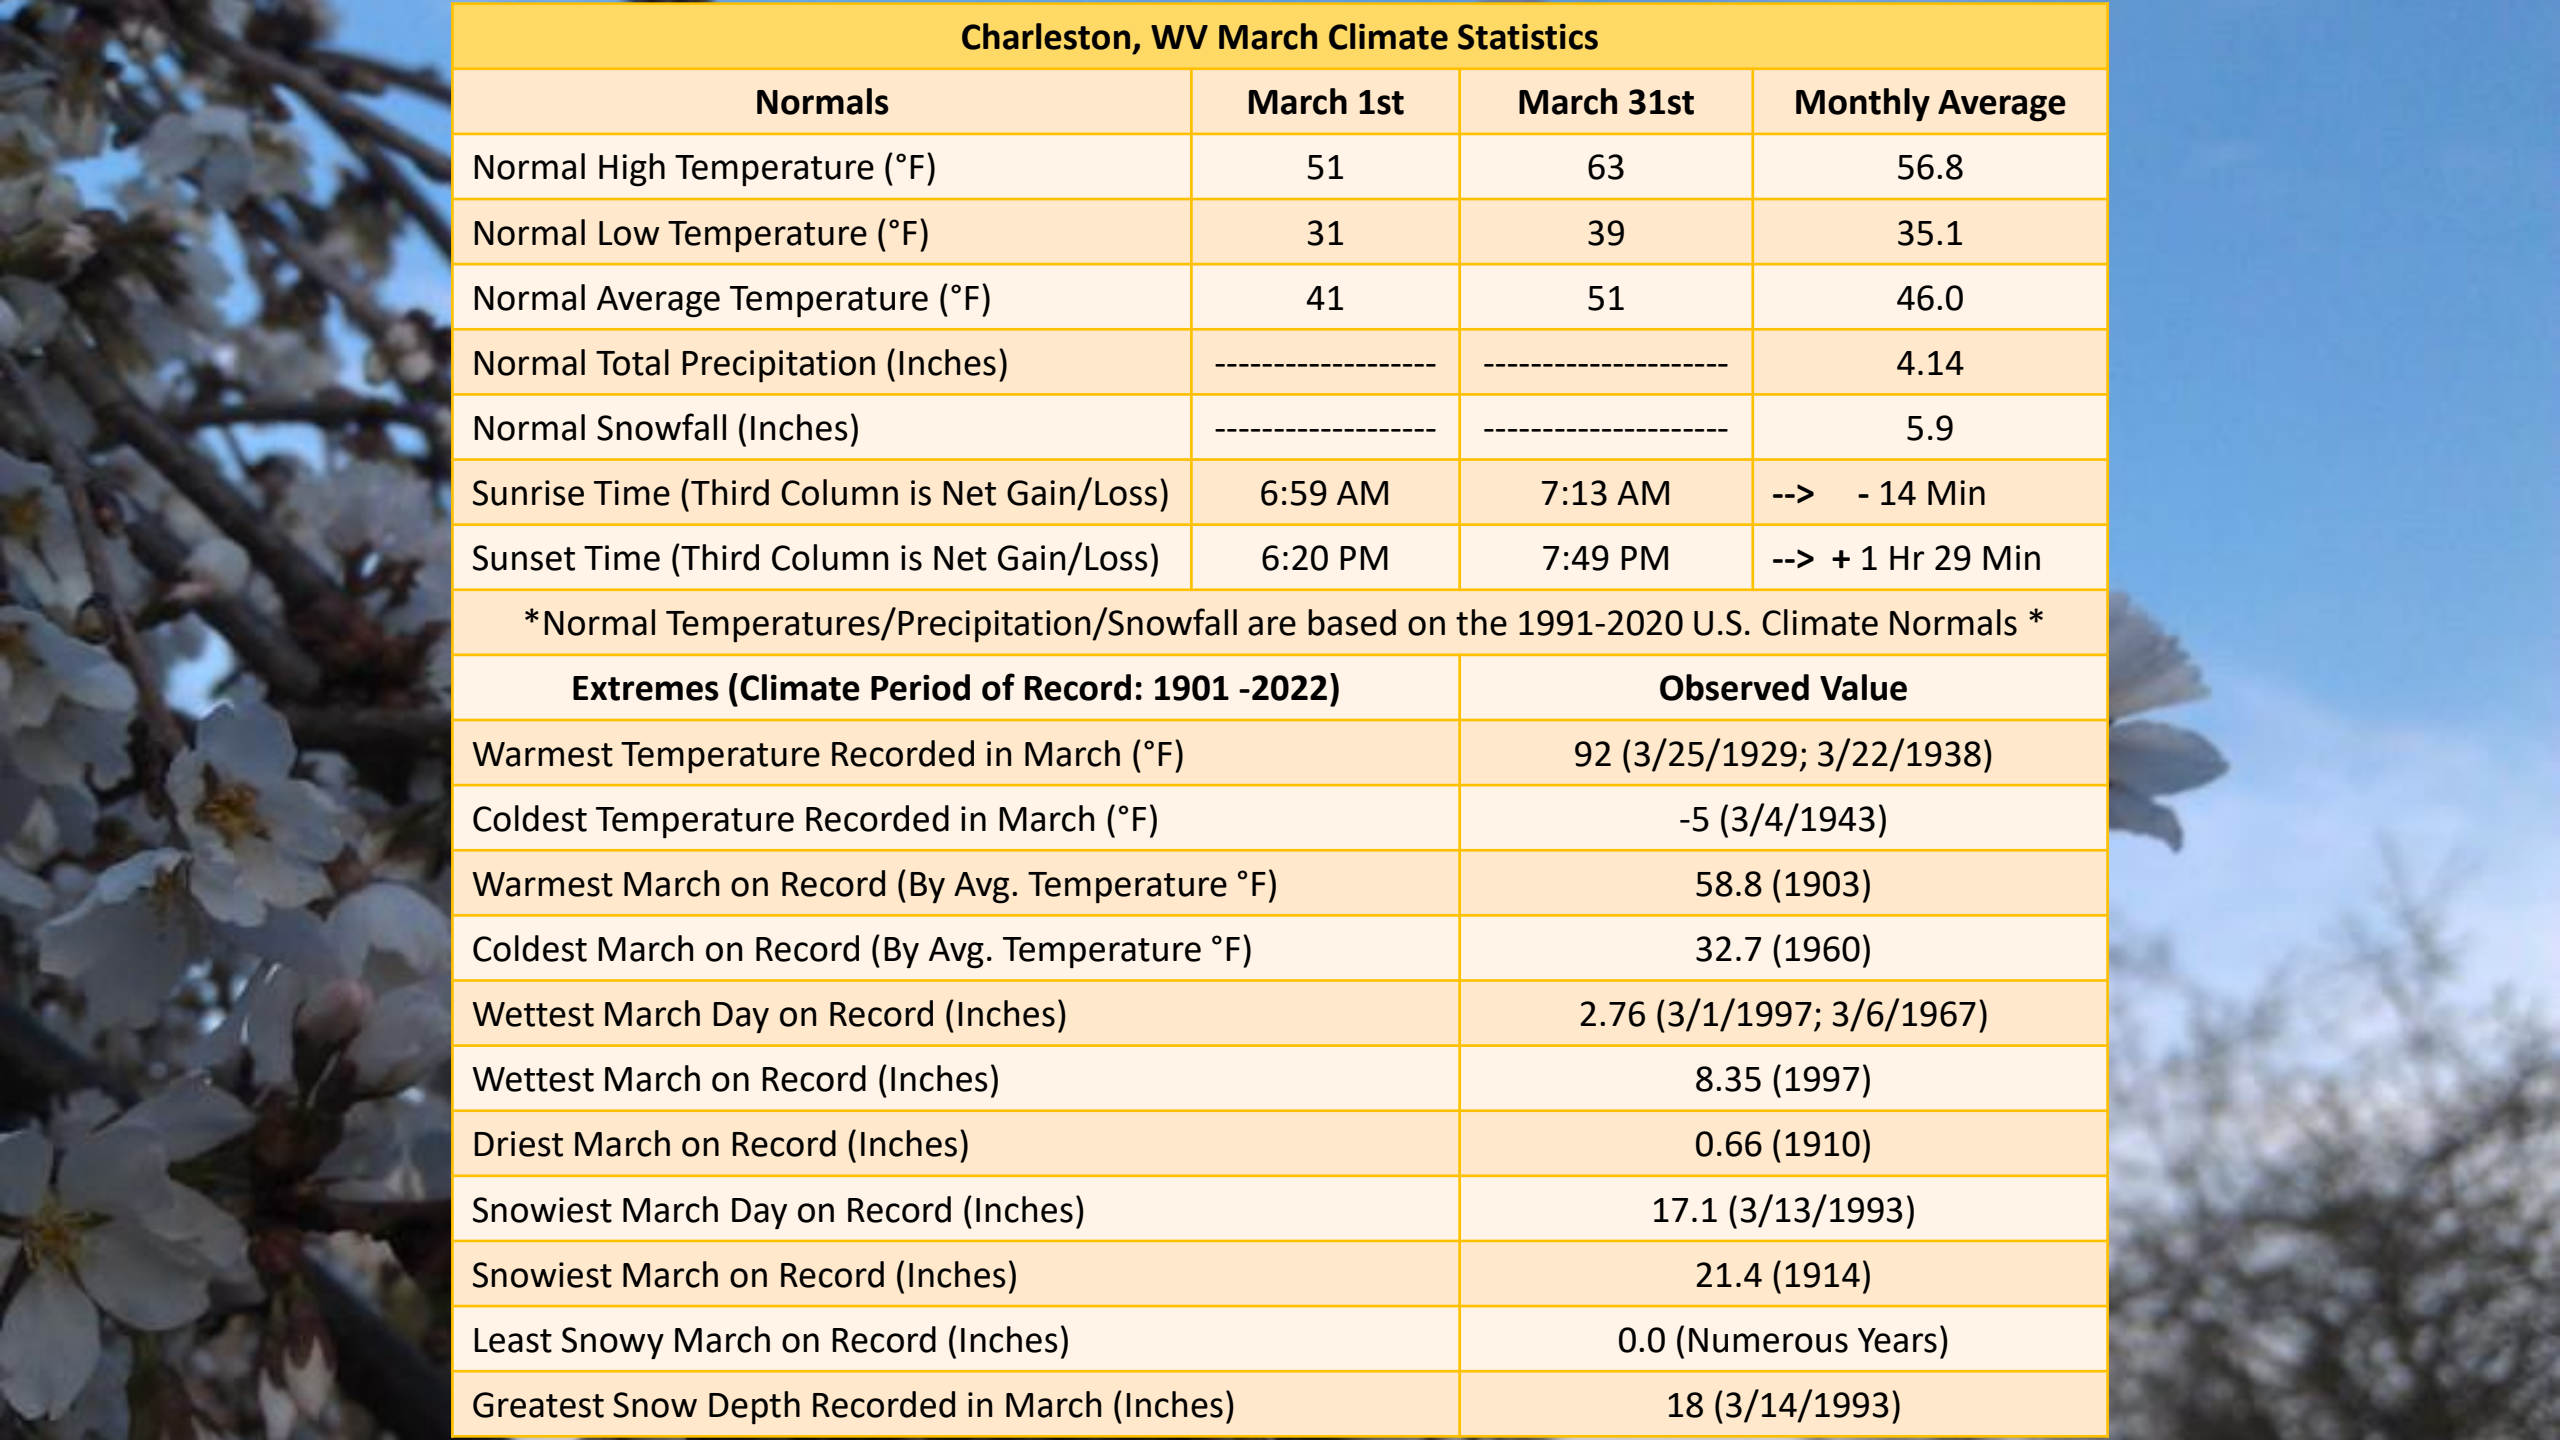 Charleston, WV March Climate Statistics
Normals March 1st March 31st Monthly Average
Normal High Temperature (°F) 51 63 56.8
Normal Low Temperature (°F) 31 39 35.1
Normal Average Temperature (°F) 41 51 46.0
Normal Total Precipitation (Inches) ------------------- --------------------- 4.14
Normal Snowfall (Inches) ------------------- --------------------- 5.9
Sunrise Time (Third Column is Net Gain/Loss) 6:59 AM 7:13 AM --> - 14 Min
Sunset Time (Third Column is Net Gain/Loss) 6:20 PM 7:49 PM --> + 1 Hr 29 Min
*Normal Temperatures/Precipitation/Snowfall are based on the 1991-2020 U.S. Climate Normals *
Extremes (Climate Period of Record: 1901 -2022) Observed Value
Warmest Temperature Recorded in March (°F) 92 (3/25/1929; 3/22/1938)
Coldest Temperature Recorded in March (°F) -5 (3/4/1943)
Warmest March on Record (By Avg. Temperature °F) 58.8 (1903)
Coldest March on Record (By Avg. Temperature °F) 32.7 (1960)
Wettest March Day on Record (Inches) 2.76 (3/1/1997; 3/6/1967)
Wettest March on Record (Inches) 8.35 (1997)
Driest March on Record (Inches) 0.66 (1910)
Snowiest March Day on Record (Inches) 17.1 (3/13/1993)
Snowiest March on Record (Inches) 21.4 (1914)
Least Snowy March on Record (Inches) 0.0 (Numerous Years)
Greatest Snow Depth Recorded in March (Inches) 18 (3/14/1993)